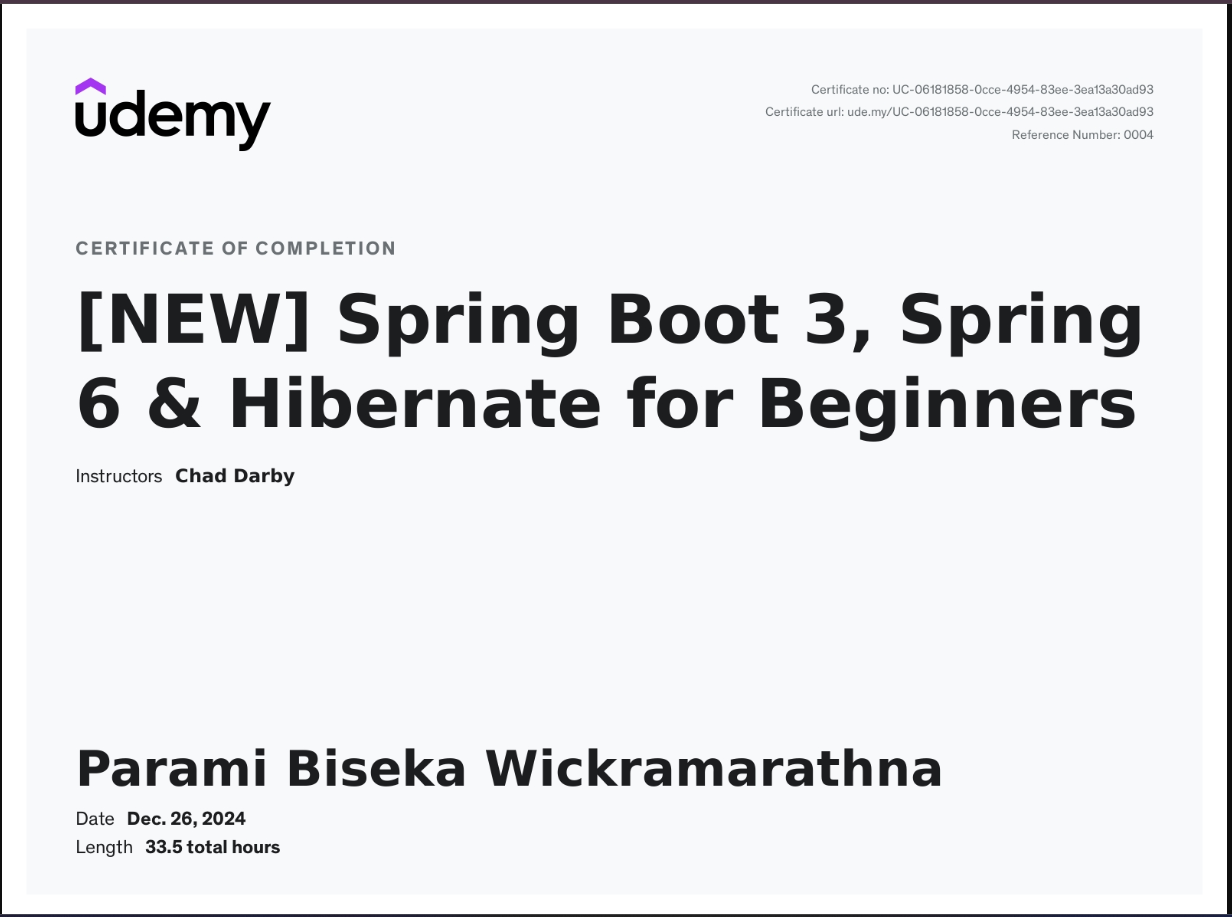 udemy
Certificate no: UC-06181858-0cce-4954-83ee-3ea13a30ad93
Certificate url: ude.my/UC-06181858-0cce-4954-83ee-3ea13a30ad93
Reference Number: 0004
CERTIFICATE OF COMPLETION
[NEW] Spring Boot 3, Spring
6 & Hibernate for Beginners
Instructors Chad Darby
Parami Biseka Wickramarathna
Date Dec. 26, 2024
Length 33.5 total hours